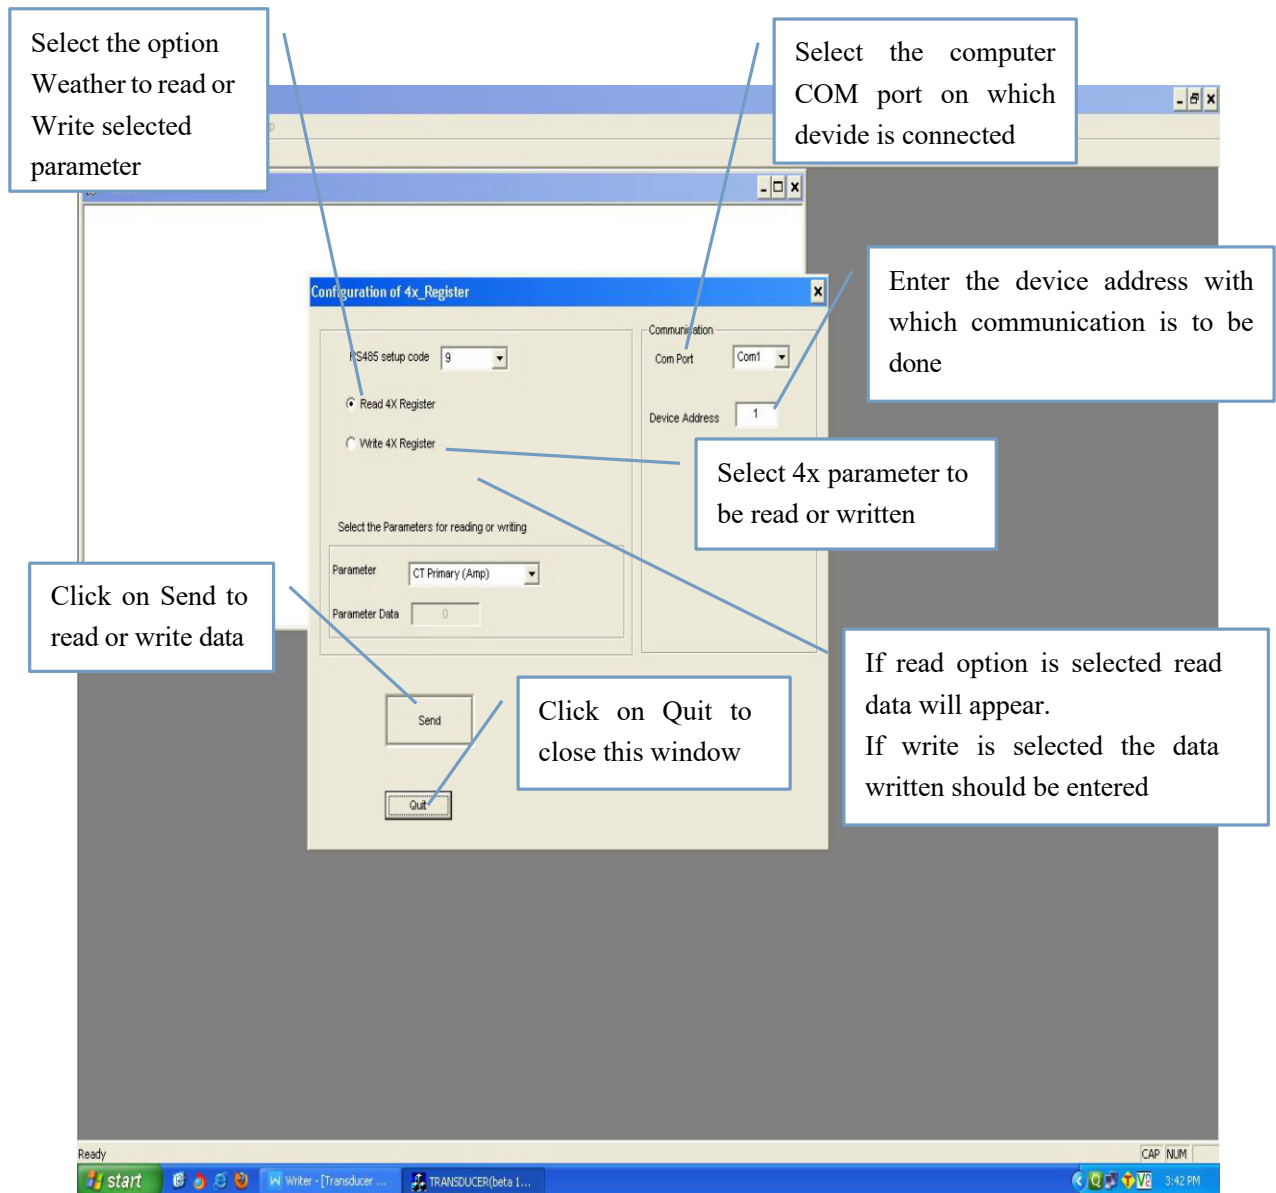 Select the option
Weather to read or
Write selected
parameter
Select the computer
COM port on which
devide is connected
Configuration of 4x_Register
Enter the device address with
which communication is to be
done
RS485 setup code 9
Communication
Com Port Com1
Read 4X Register
Device Address 1
Write 4X Register
Select 4x parameter to
be read or written
Select the Parameters for reading or writing
Parameter CT Primary (Amp)
Parameter Data 0
Click on Send to
read or write data
If read option is selected read
data will appear.
If write is selected the data
written should be entered
Send
Click on Quit to
close this window
Quit
Ready
CAP NUM
start
Writer - [Transducer ...
TRANSDUCER(beta 1...
3:42 PM